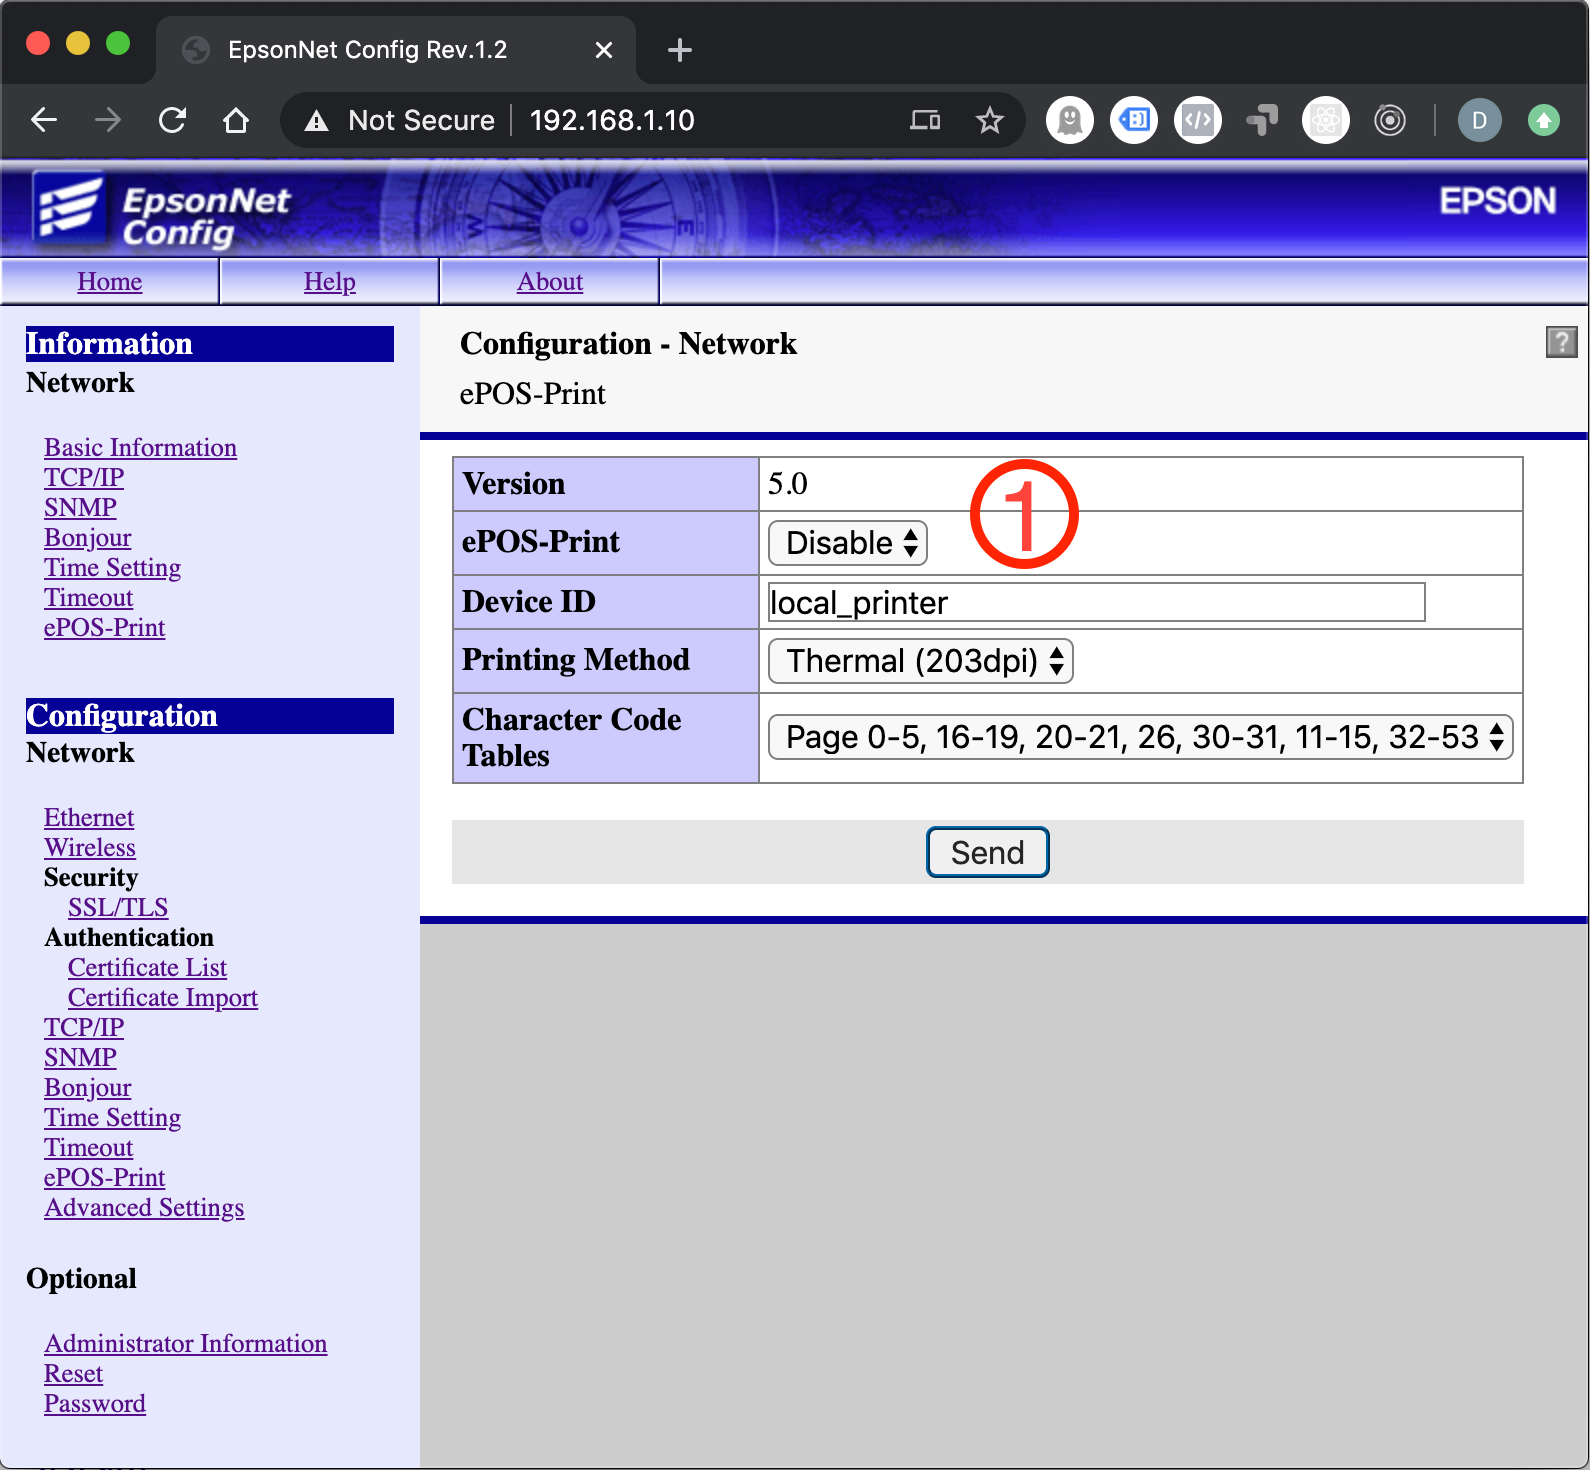 EpsonNet Config Rev.1.2
Not Secure 192.168.1.10
D
EpsonNet
Config
EPSON
W
E
Home Help About
Information
Network
Basic Information
TCP/IP
SNMP
Bonjour
Time Setting
Timeout
ePOS-Print
Configuration
Network
Ethernet
Wireless
Security
SSL/TLS
Authentication
Certificate List
Certificate Import
TCP/IP
SNMP
Bonjour
Time Setting
Timeout
ePOS-Print
Advanced Settings
Optional
Administrator Information
Reset
Password
Configuration - Network
?
ePOS-Print
Version 5.0
1
ePOS-Print Disable
Device ID local_printer
Printing Method Thermal (203dpi)
Character Code
Tables
Page 0-5, 16-19, 20-21, 26, 30-31, 11-15, 32-53
Send